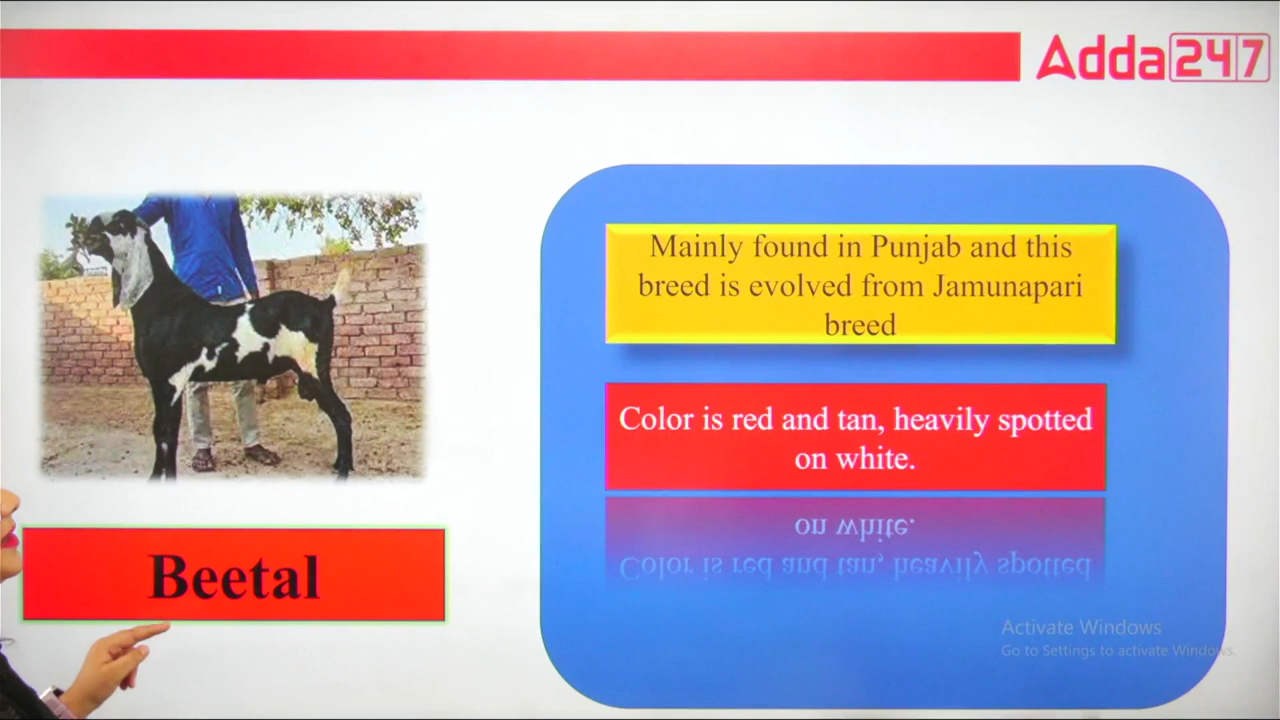 Adda247
Mainly found in Punjab and this
breed is evolved from Jamunapari
breed
Color is red and tan, heavily spotted
on white.
on white.
Color is red and tan, heavily spotted
Beetal
Activate Windows
Go to Settings to activate Windows.